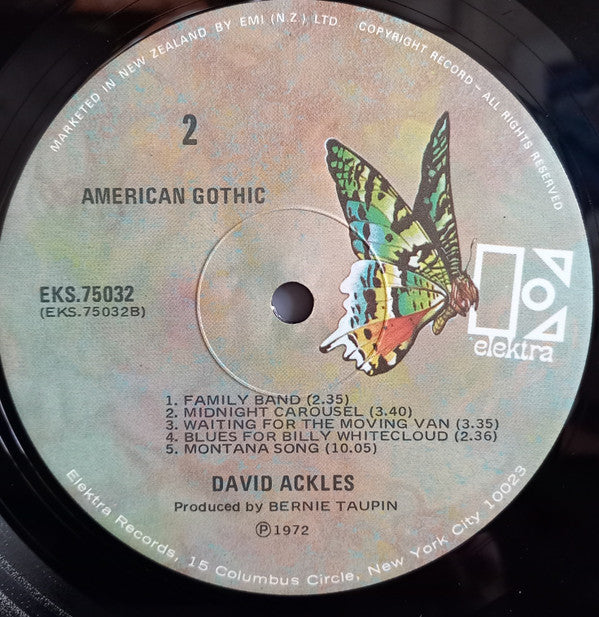 MARKETED IN NEW ZEALAND BY EMI (N.Z.) LTD. COPYRIGHT RECORD - ALL RIGHTS RESERVED
2
AMERICAN GOTHIC
EKS.75032
(EKS.75032B)
elektra
1. FAMILY BAND (2.35)
2. MIDNIGHT CAROUSEL (3.40)
3. WAITING FOR THE MOVING VAN (3.35)
4. BLUES FOR BILLY WHITECLOUD (2.36)
5. MONTANA SONG (10.05)
DAVID ACKLES
Produced by BERNIE TAUPIN
℗ 1972
Elektra Records, 15 Columbus Circle, New York City 10023